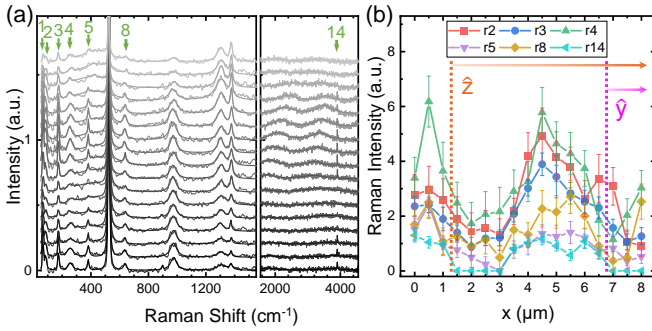 (a)
1 2 3 4 5 8 14
Intensity (a.u.)
1
0
400 800 1200 2000 4000
Raman Shift (cm⁻¹)
(b)
r2 r3 r4
r5 r8 r14
ẑ
ŷ
Raman Intensity (a.u.)
8
6
4
2
0
0 1 2 3 4 5 6 7 8
x (μm)